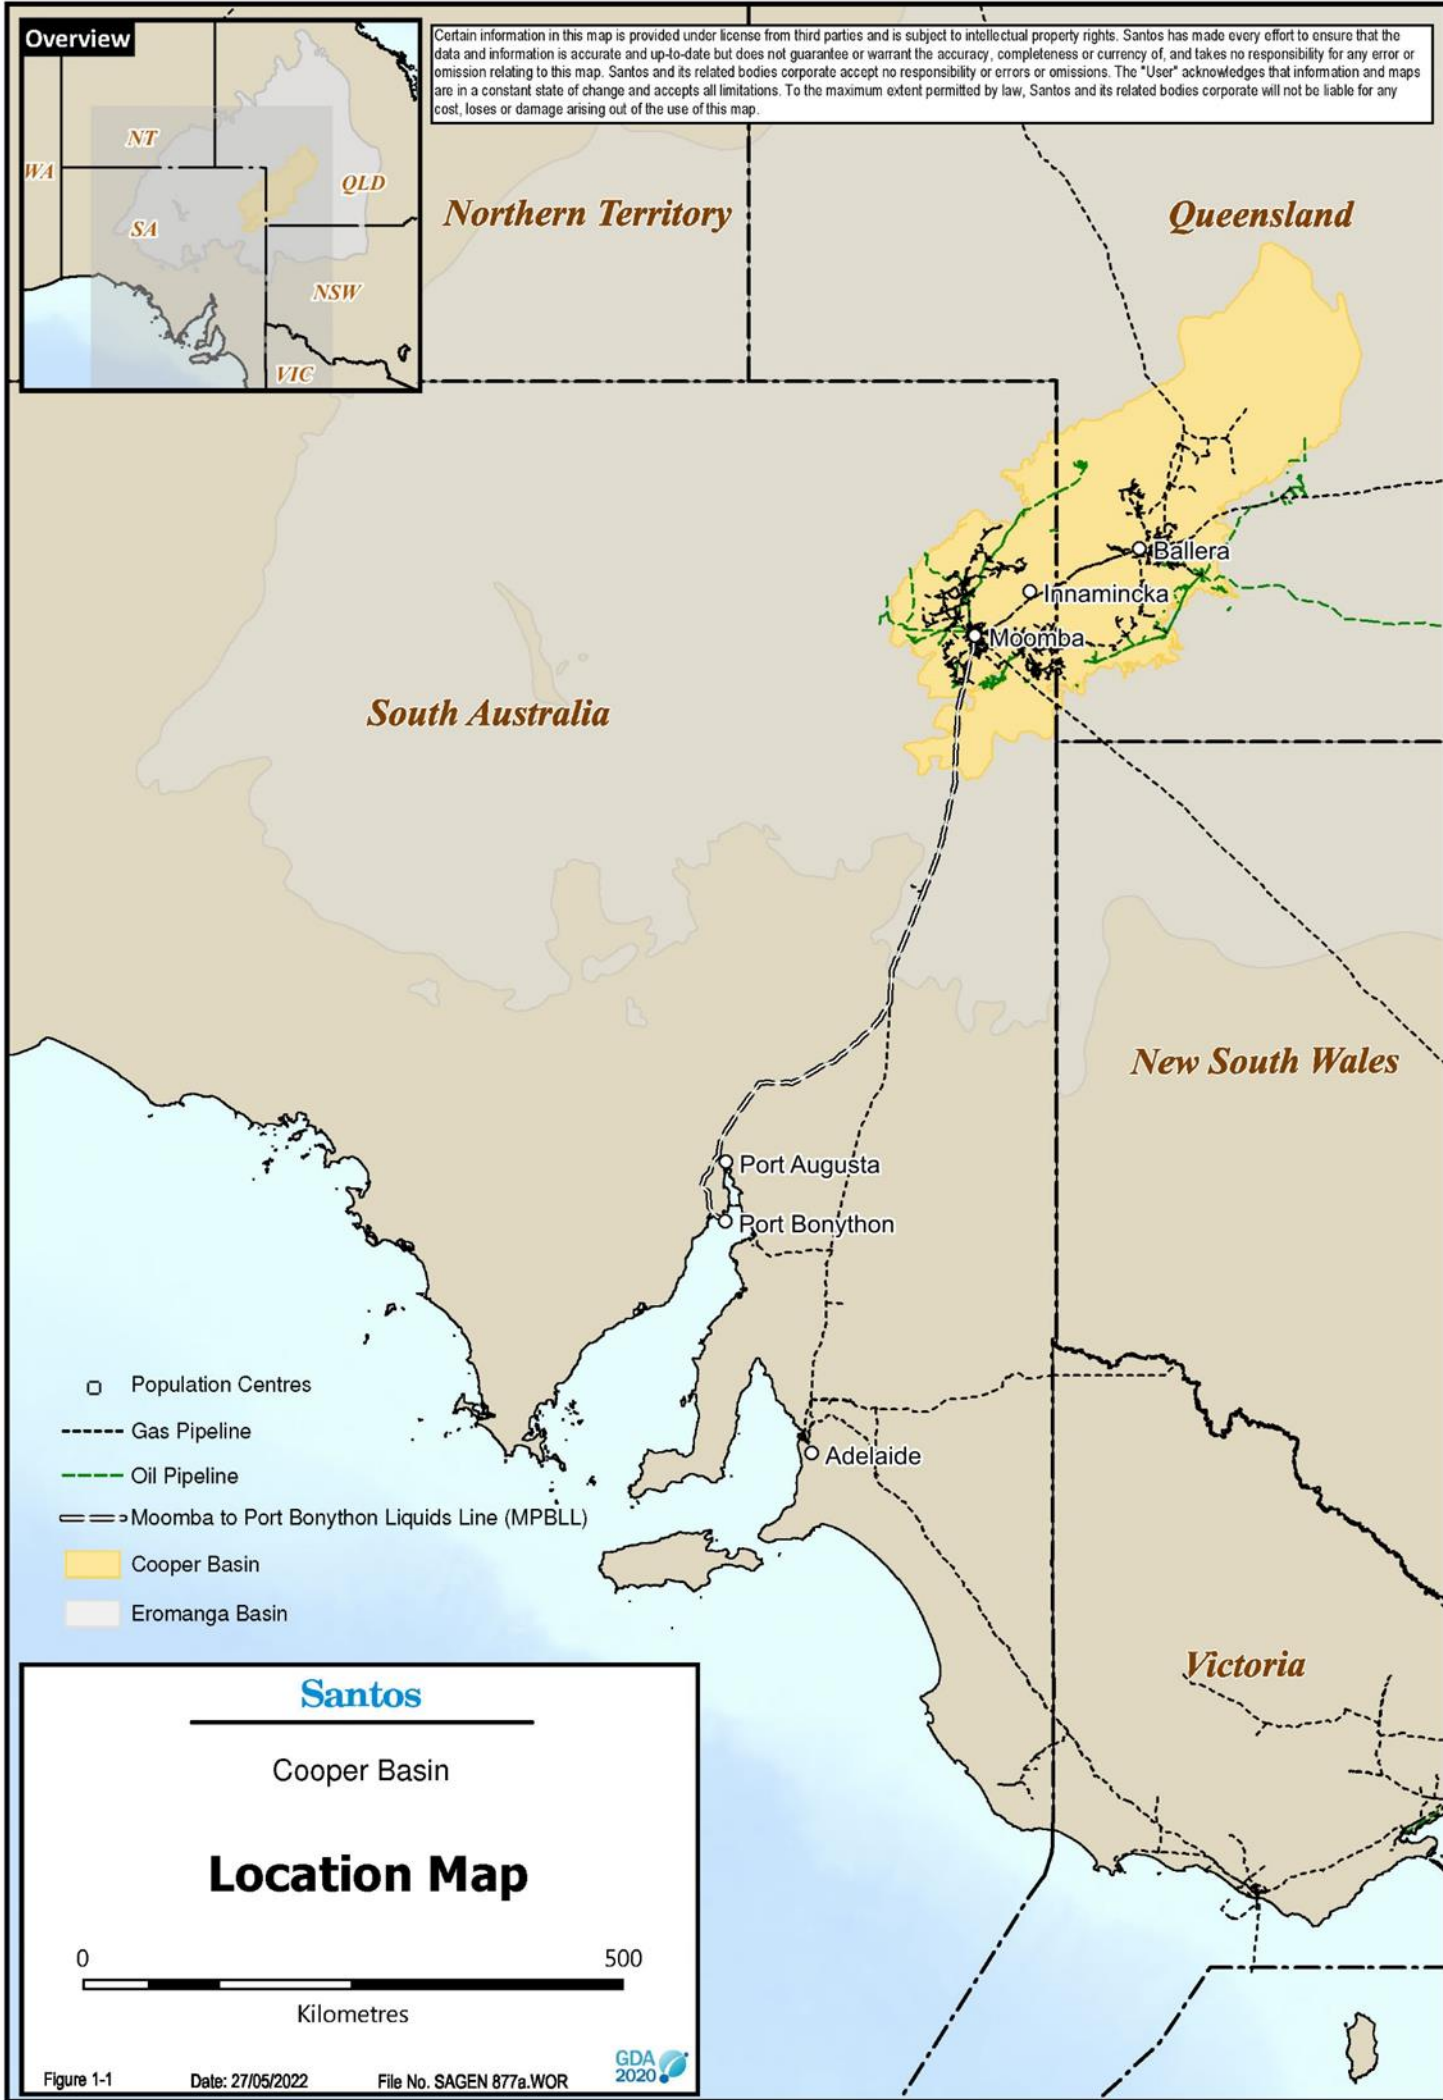 Overview
Certain information in this map is provided under license from third parties and is subject to intellectual property rights. Santos has made every effort to ensure that the
data and information is accurate and up-to-date but does not guarantee or warrant the accuracy, completeness or currency of, and takes no responsibility for any error or
omission relating to this map. Santos and its related bodies corporate accept no responsibility or errors or omissions. The "User" acknowledges that information and maps
are in a constant state of change and accepts all limitations. To the maximum extent permitted by law, Santos and its related bodies corporate will not be liable for any
cost, loses or damage arising out of the use of this map.
NT
WA
QLD
SA
NSW
VIC
Northern Territory
Queensland
Ballera
Innamincka
Moomba
South Australia
New South Wales
Port Augusta
Port Bonython
Adelaide
Victoria
Population Centres
Gas Pipeline
Oil Pipeline
Moomba to Port Bonython Liquids Line (MPBLL)
Cooper Basin
Eromanga Basin
Santos
Cooper Basin
Location Map
0 500
Kilometres
GDA
2020
Figure 1-1 Date: 27/05/2022 File No. SAGEN 877a.WOR